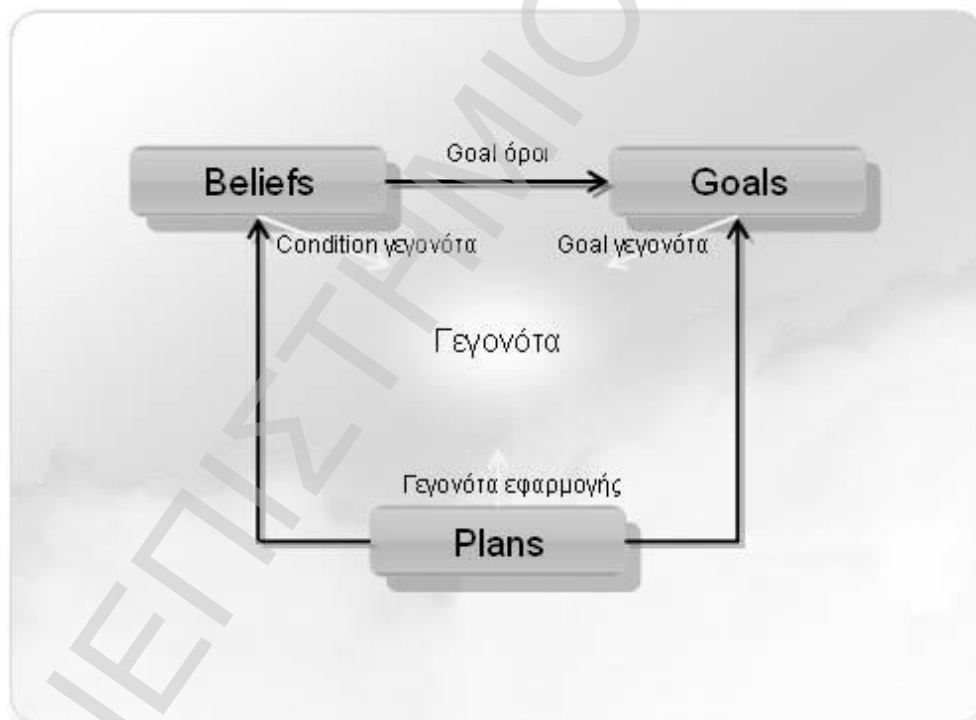 Goal όροι
Beliefs
Goals
Condition γεγονότα
Goal γεγονότα
Γεγονότα
Γεγονότα εφαρμογής
Plans